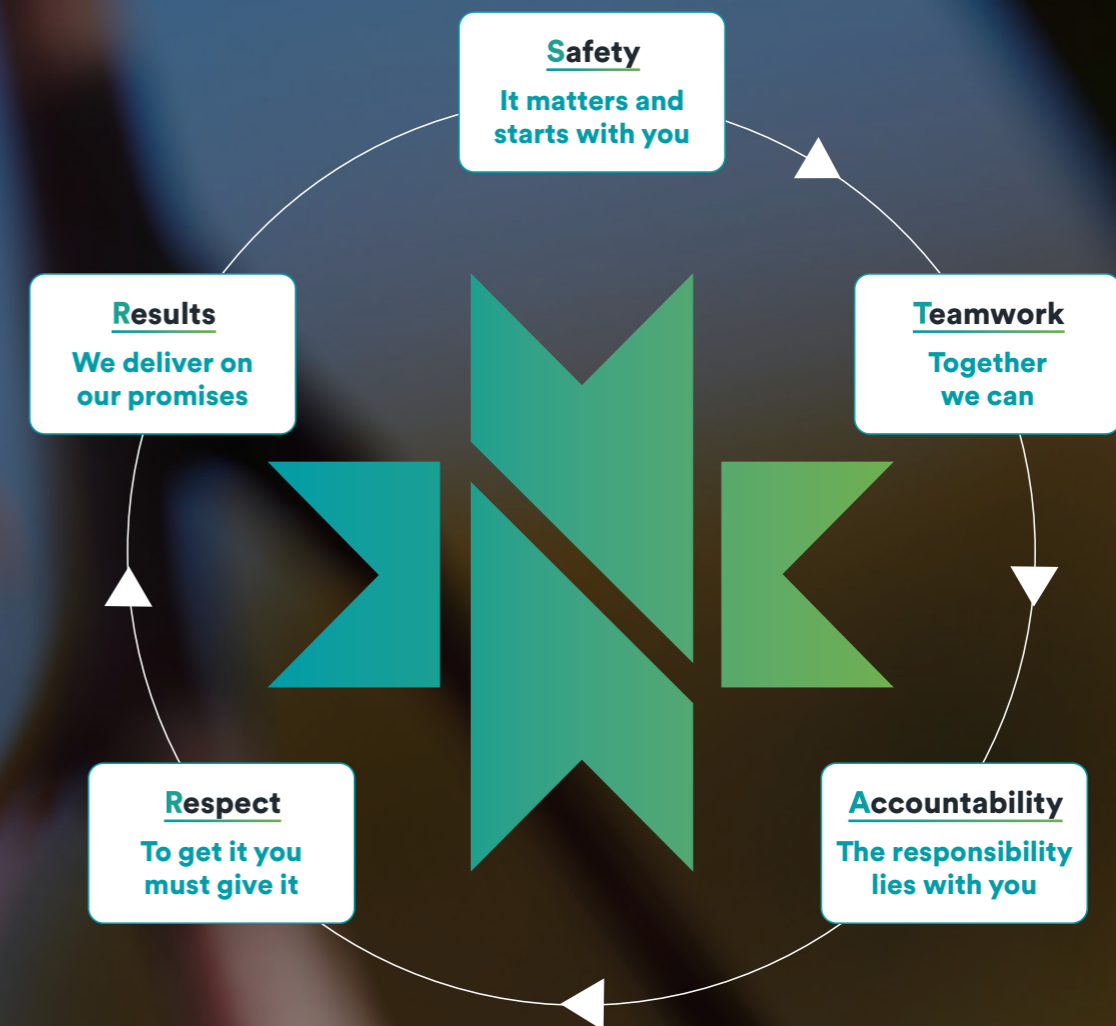 Safety
It matters and
starts with you
Teamwork
Together
we can
Accountability
The responsibility
lies with you
Respect
To get it you
must give it
Results
We deliver on
our promises